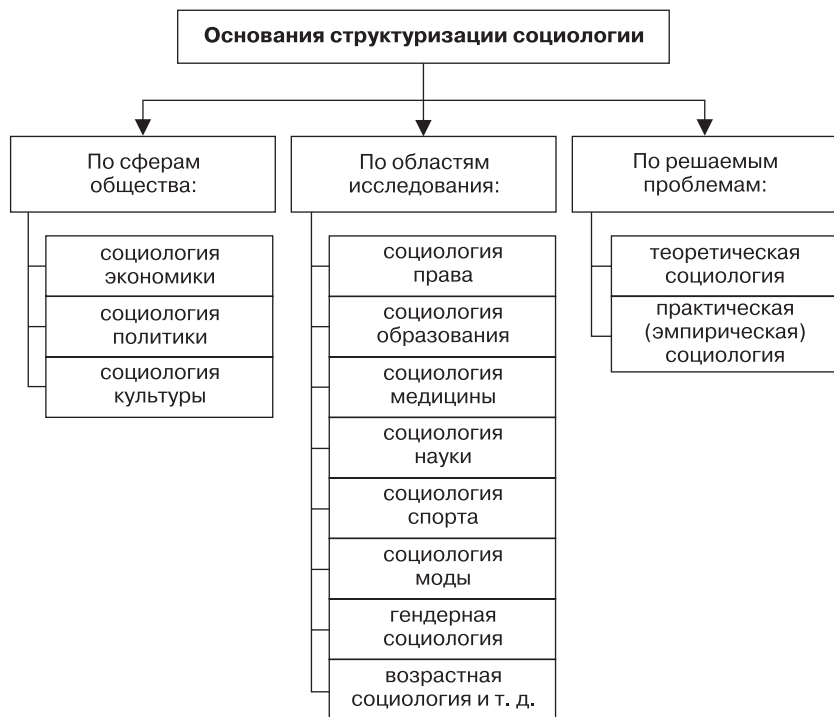 Основания структуризации социологии
По сферам
общества:
социология
экономики
социология
политики
социология
культуры
По областям
исследования:
социология
права
социология
образования
социология
медицины
социология
науки
социология
спорта
социология
моды
гендерная
социология
возрастная
социология и т. д.
По решаемым
проблемам:
теоретическая
социология
практическая
(эмпирическая)
социология